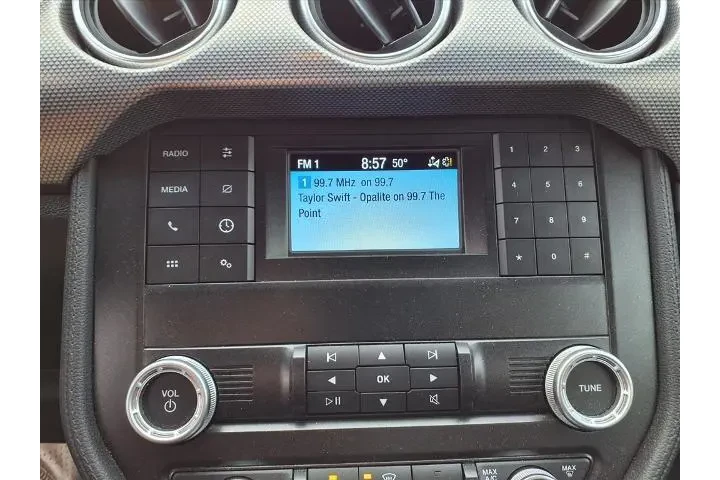 RADIO
MEDIA
FM 1 8:57 50°
1 99.7 MHz on 99.7
Taylor Swift - Opalite on 99.7 The
Point
1 2 3
4 5 6
7 8 9
* 0 #
OK
VOL
TUNE
MAX
A/C
MAX